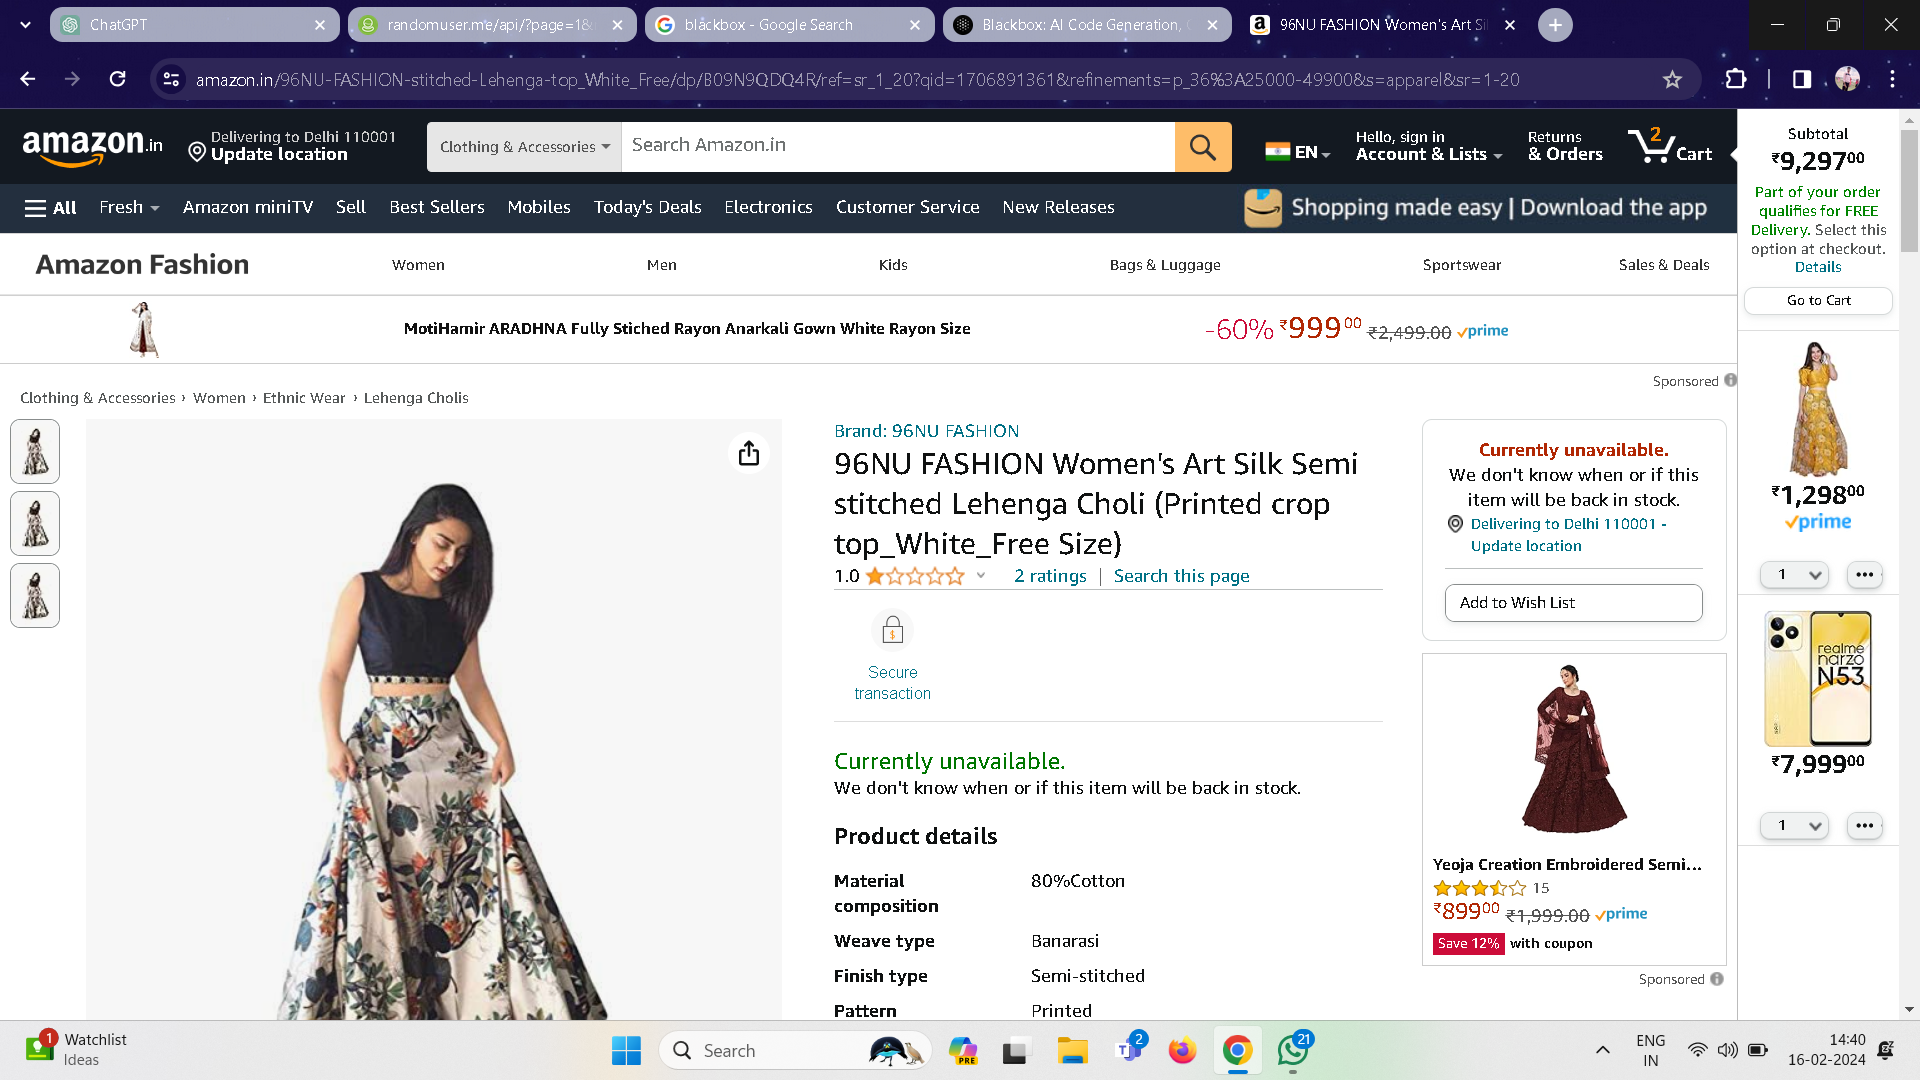 ChatGPT
randomuser.me/api/?page=1&
blackbox - Google Search
Blackbox: AI Code Generation,
96NU FASHION Women's Art Si
amazon.in/96NU-FASHION-stitched-Lehenga-top_White_Free/dp/B09N9QDQ4R/ref=sr_1_20?qid=1706891361&refinements=p_36%3A25000-49900&s=apparel&sr=1-20
amazon.in
Delivering to Delhi 110001
Update location
Clothing & Accessories
Search Amazon.in
EN
Hello, sign in
Account & Lists
Returns
& Orders
2
Cart
All
Fresh
Amazon miniTV
Sell
Best Sellers
Mobiles
Today's Deals
Electronics
Customer Service
New Releases
Shopping made easy | Download the app
Amazon Fashion
Women
Men
Kids
Bags & Luggage
Sportswear
Sales & Deals
MotiHamir ARADHNA Fully Stiched Rayon Anarkali Gown White Rayon Size
-60% ₹99900 ₹2,499.00 prime
Sponsored
Clothing & Accessories › Women › Ethnic Wear › Lehenga Cholis
Brand: 96NU FASHION
96NU FASHION Women's Art Silk Semi
stitched Lehenga Choli (Printed crop
top_White_Free Size)
1.0
2 ratings | Search this page
$
Secure
transaction
Currently unavailable.
We don't know when or if this item will be back in stock.
Product details
Material composition 80%Cotton
Weave type Banarasi
Finish type Semi-stitched
Pattern Printed
Currently unavailable.
We don't know when or if this
item will be back in stock.
Delivering to Delhi 110001 -
Update location
Add to Wish List
Yeoja Creation Embroidered Semi...
15
₹89900 ₹1,999.00 prime
Save 12% with coupon
Sponsored
Subtotal
₹9,29700
Part of your order
qualifies for FREE
Delivery. Select this
option at checkout.
Details
Go to Cart
₹1,29800
prime
1
realme
narzo
N53
₹7,99900
1
1
Watchlist
Ideas
Search
PRE
2
21
ENG
IN
14:40
16-02-2024